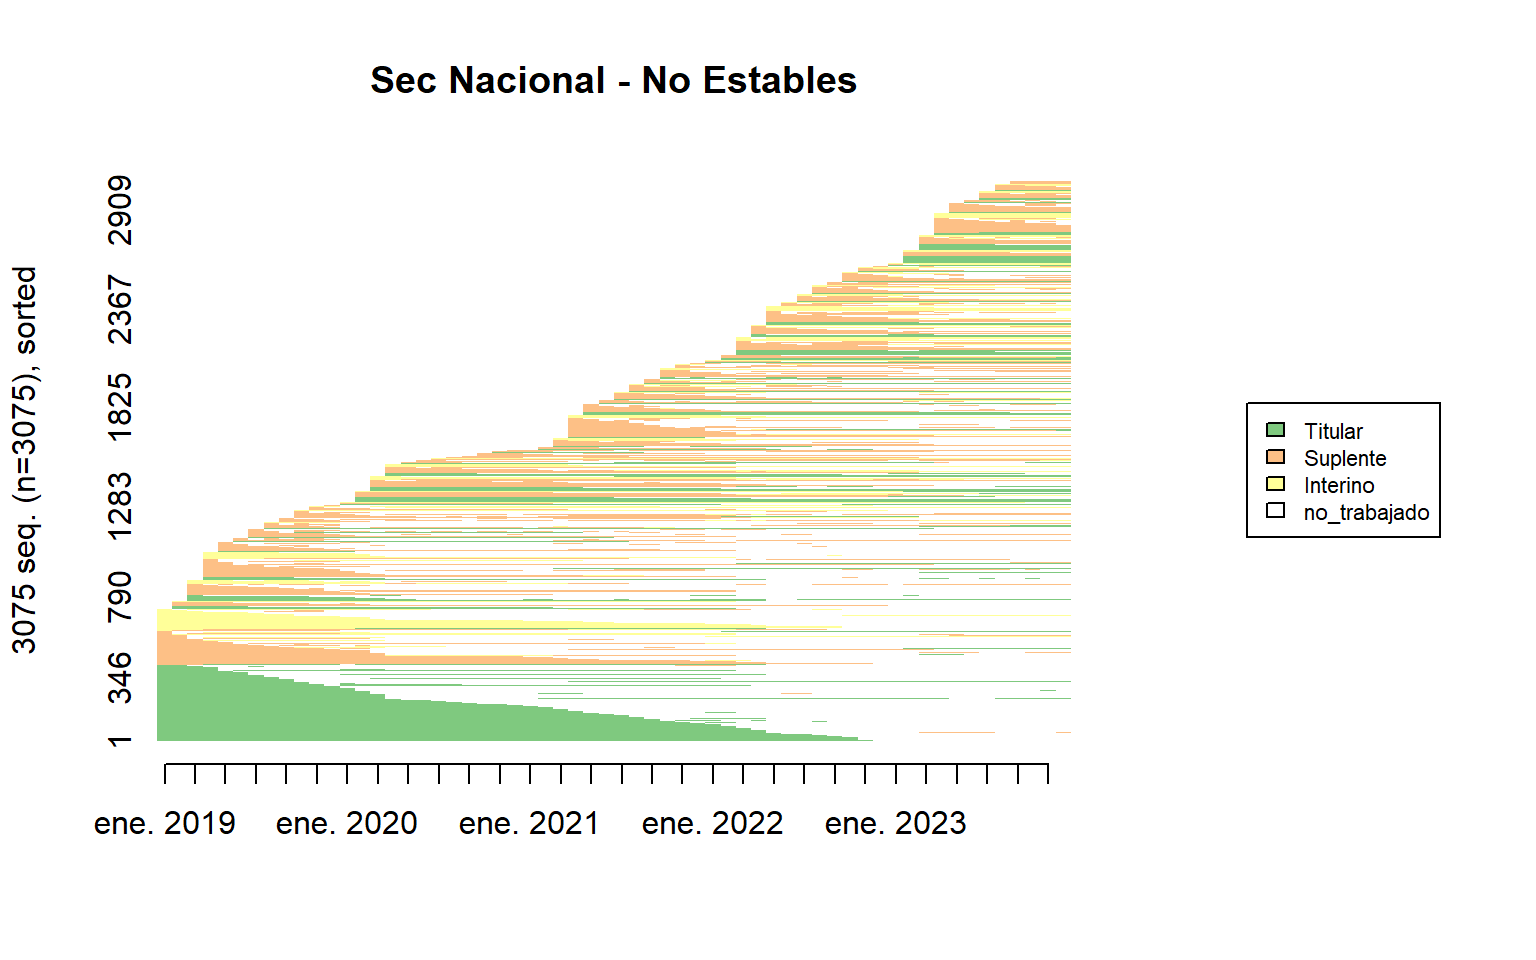 Sec Nacional - No Estables
3075 seq. (n=3075), sorted
2909
2367
1825
1283
790
346
1
ene. 2019 ene. 2020 ene. 2021 ene. 2022 ene. 2023
Titular
Suplente
Interino
no_trabajado